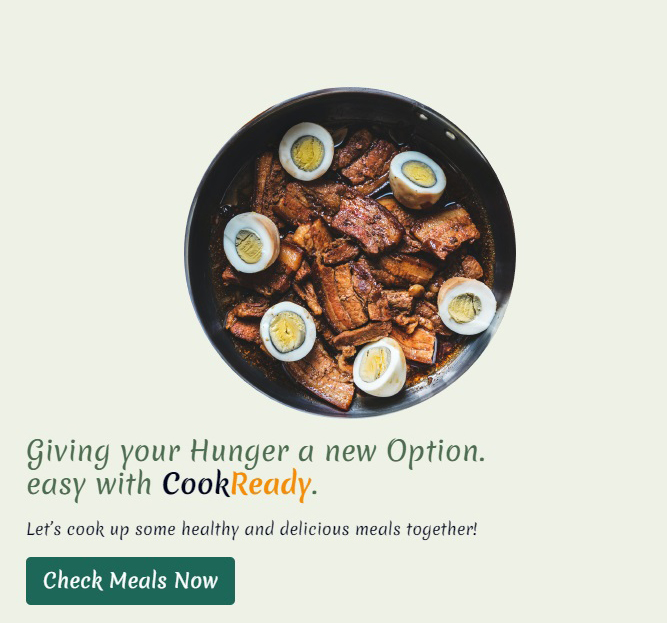 Giving your Hunger a new Option.
easy with CookReady.
Let's cook up some healthy and delicious meals together!
Check Meals Now